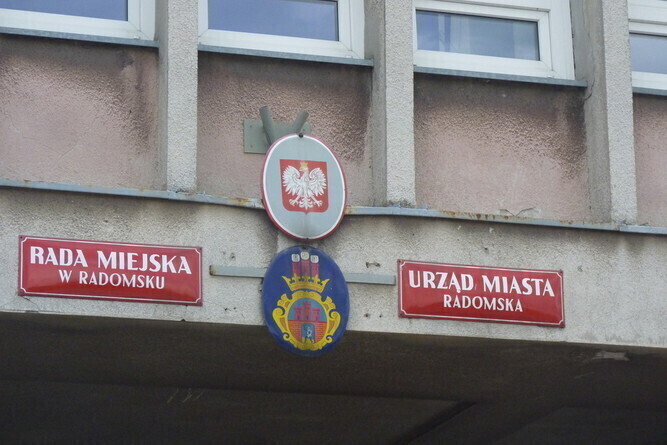 RADA MIEJSKA
W RADOMSKU
URZĄD MIASTA
RADOMSKA